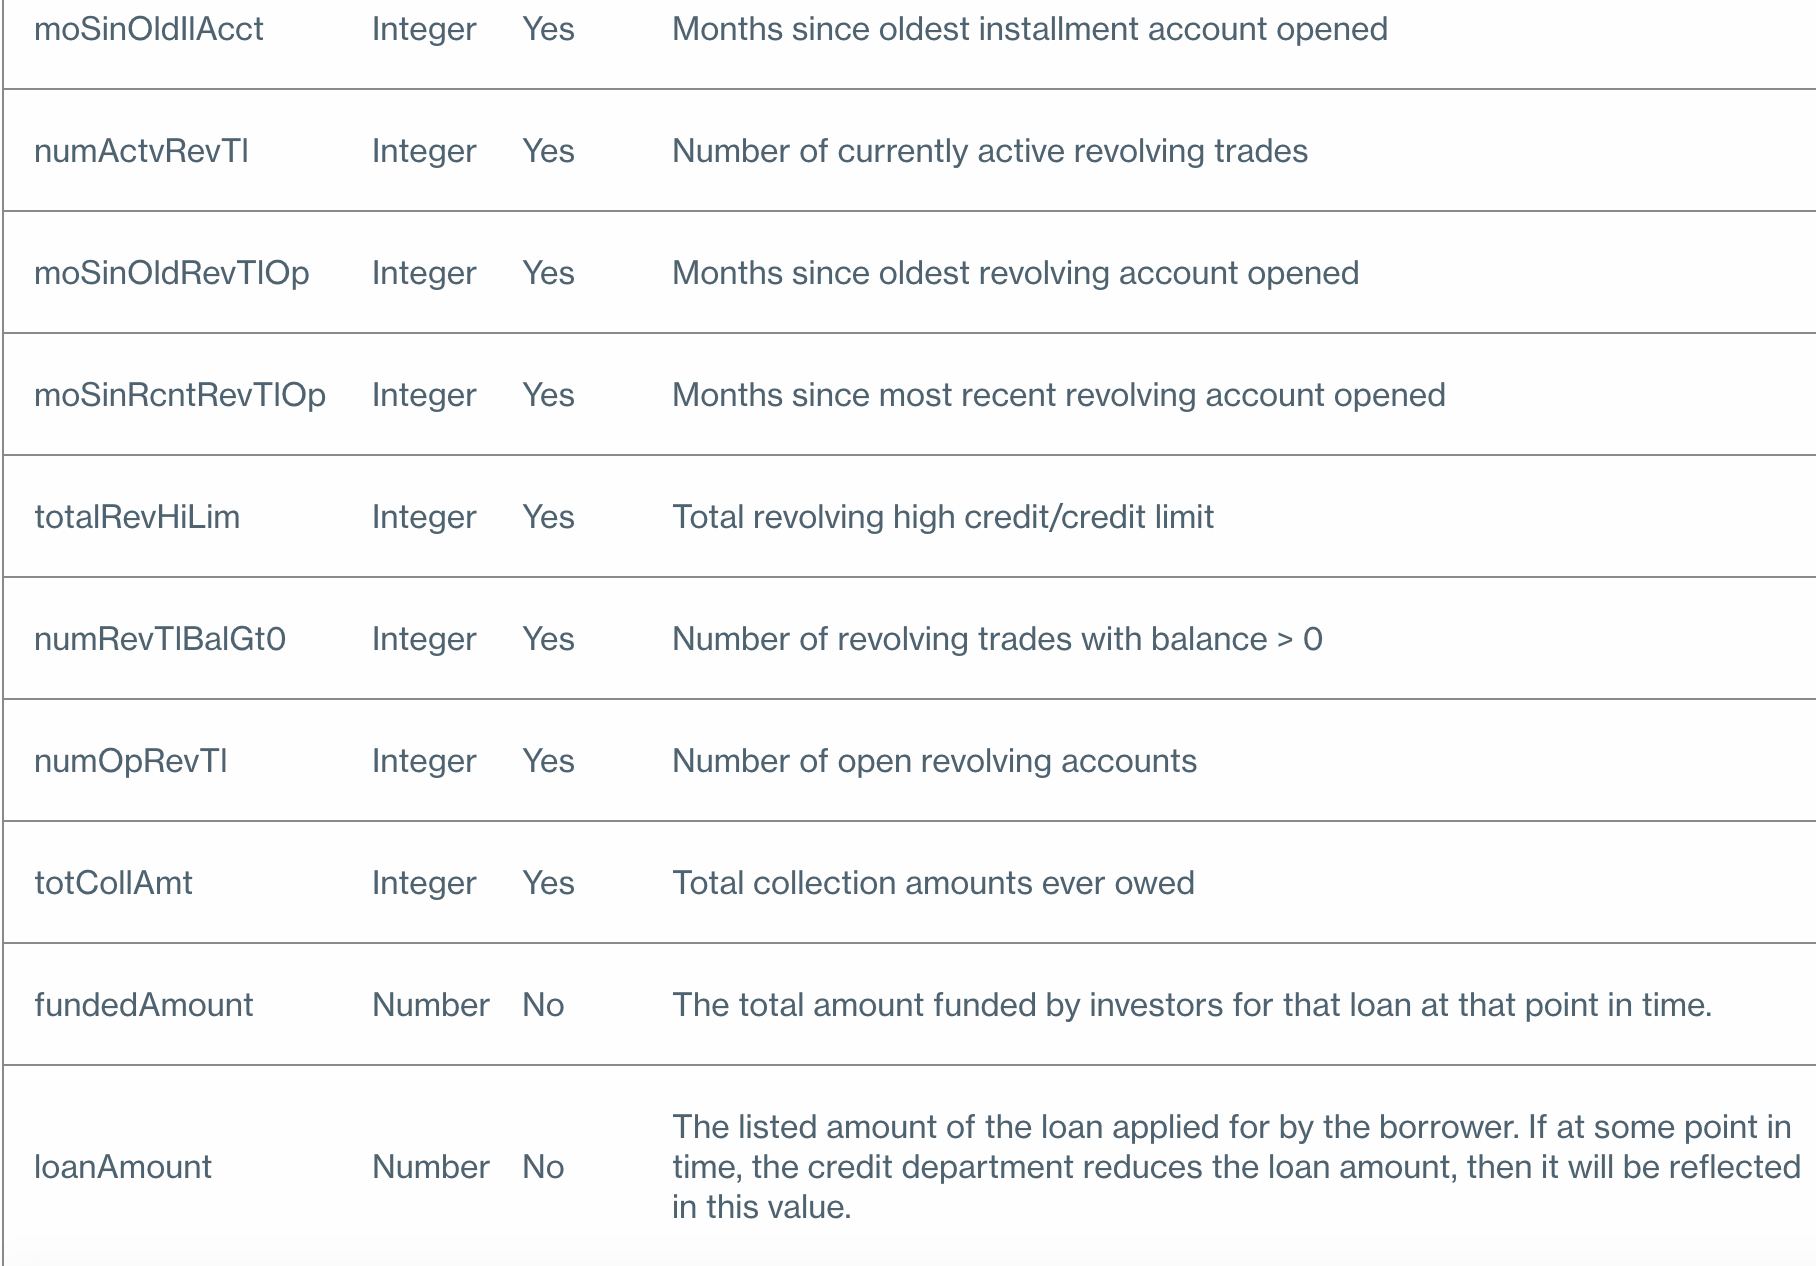 moSinOldIlAcct Integer Yes Months since oldest installment account opened
numActvRevTl Integer Yes Number of currently active revolving trades
moSinOldRevTlOp Integer Yes Months since oldest revolving account opened
moSinRcntRevTlOp Integer Yes Months since most recent revolving account opened
totalRevHiLim Integer Yes Total revolving high credit/credit limit
numRevTlBalGt0 Integer Yes Number of revolving trades with balance > 0
numOpRevTl Integer Yes Number of open revolving accounts
totCollAmt Integer Yes Total collection amounts ever owed
fundedAmount Number No The total amount funded by investors for that loan at that point in time.
loanAmount Number No The listed amount of the loan applied for by the borrower. If at some point in
time, the credit department reduces the loan amount, then it will be reflected
in this value.